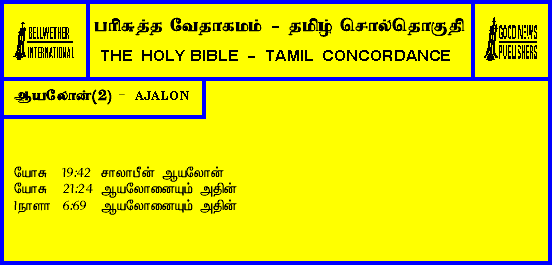 BELLWETHER
INTERNATIONAL
பரிசுத்த வேதாகமம் - தமிழ் சொல்தொகுதி
THE HOLY BIBLE - TAMIL CONCORDANCE
GOOD NEWS
PUBLISHERS
ஆயலோன்(2) - AJALON
யோசு 19:42 சாலாபீன் ஆயலோன்
யோசு 21:24 ஆயலோனையும் அதின்
1நாளா 6:69 ஆயலோனையும் அதின்